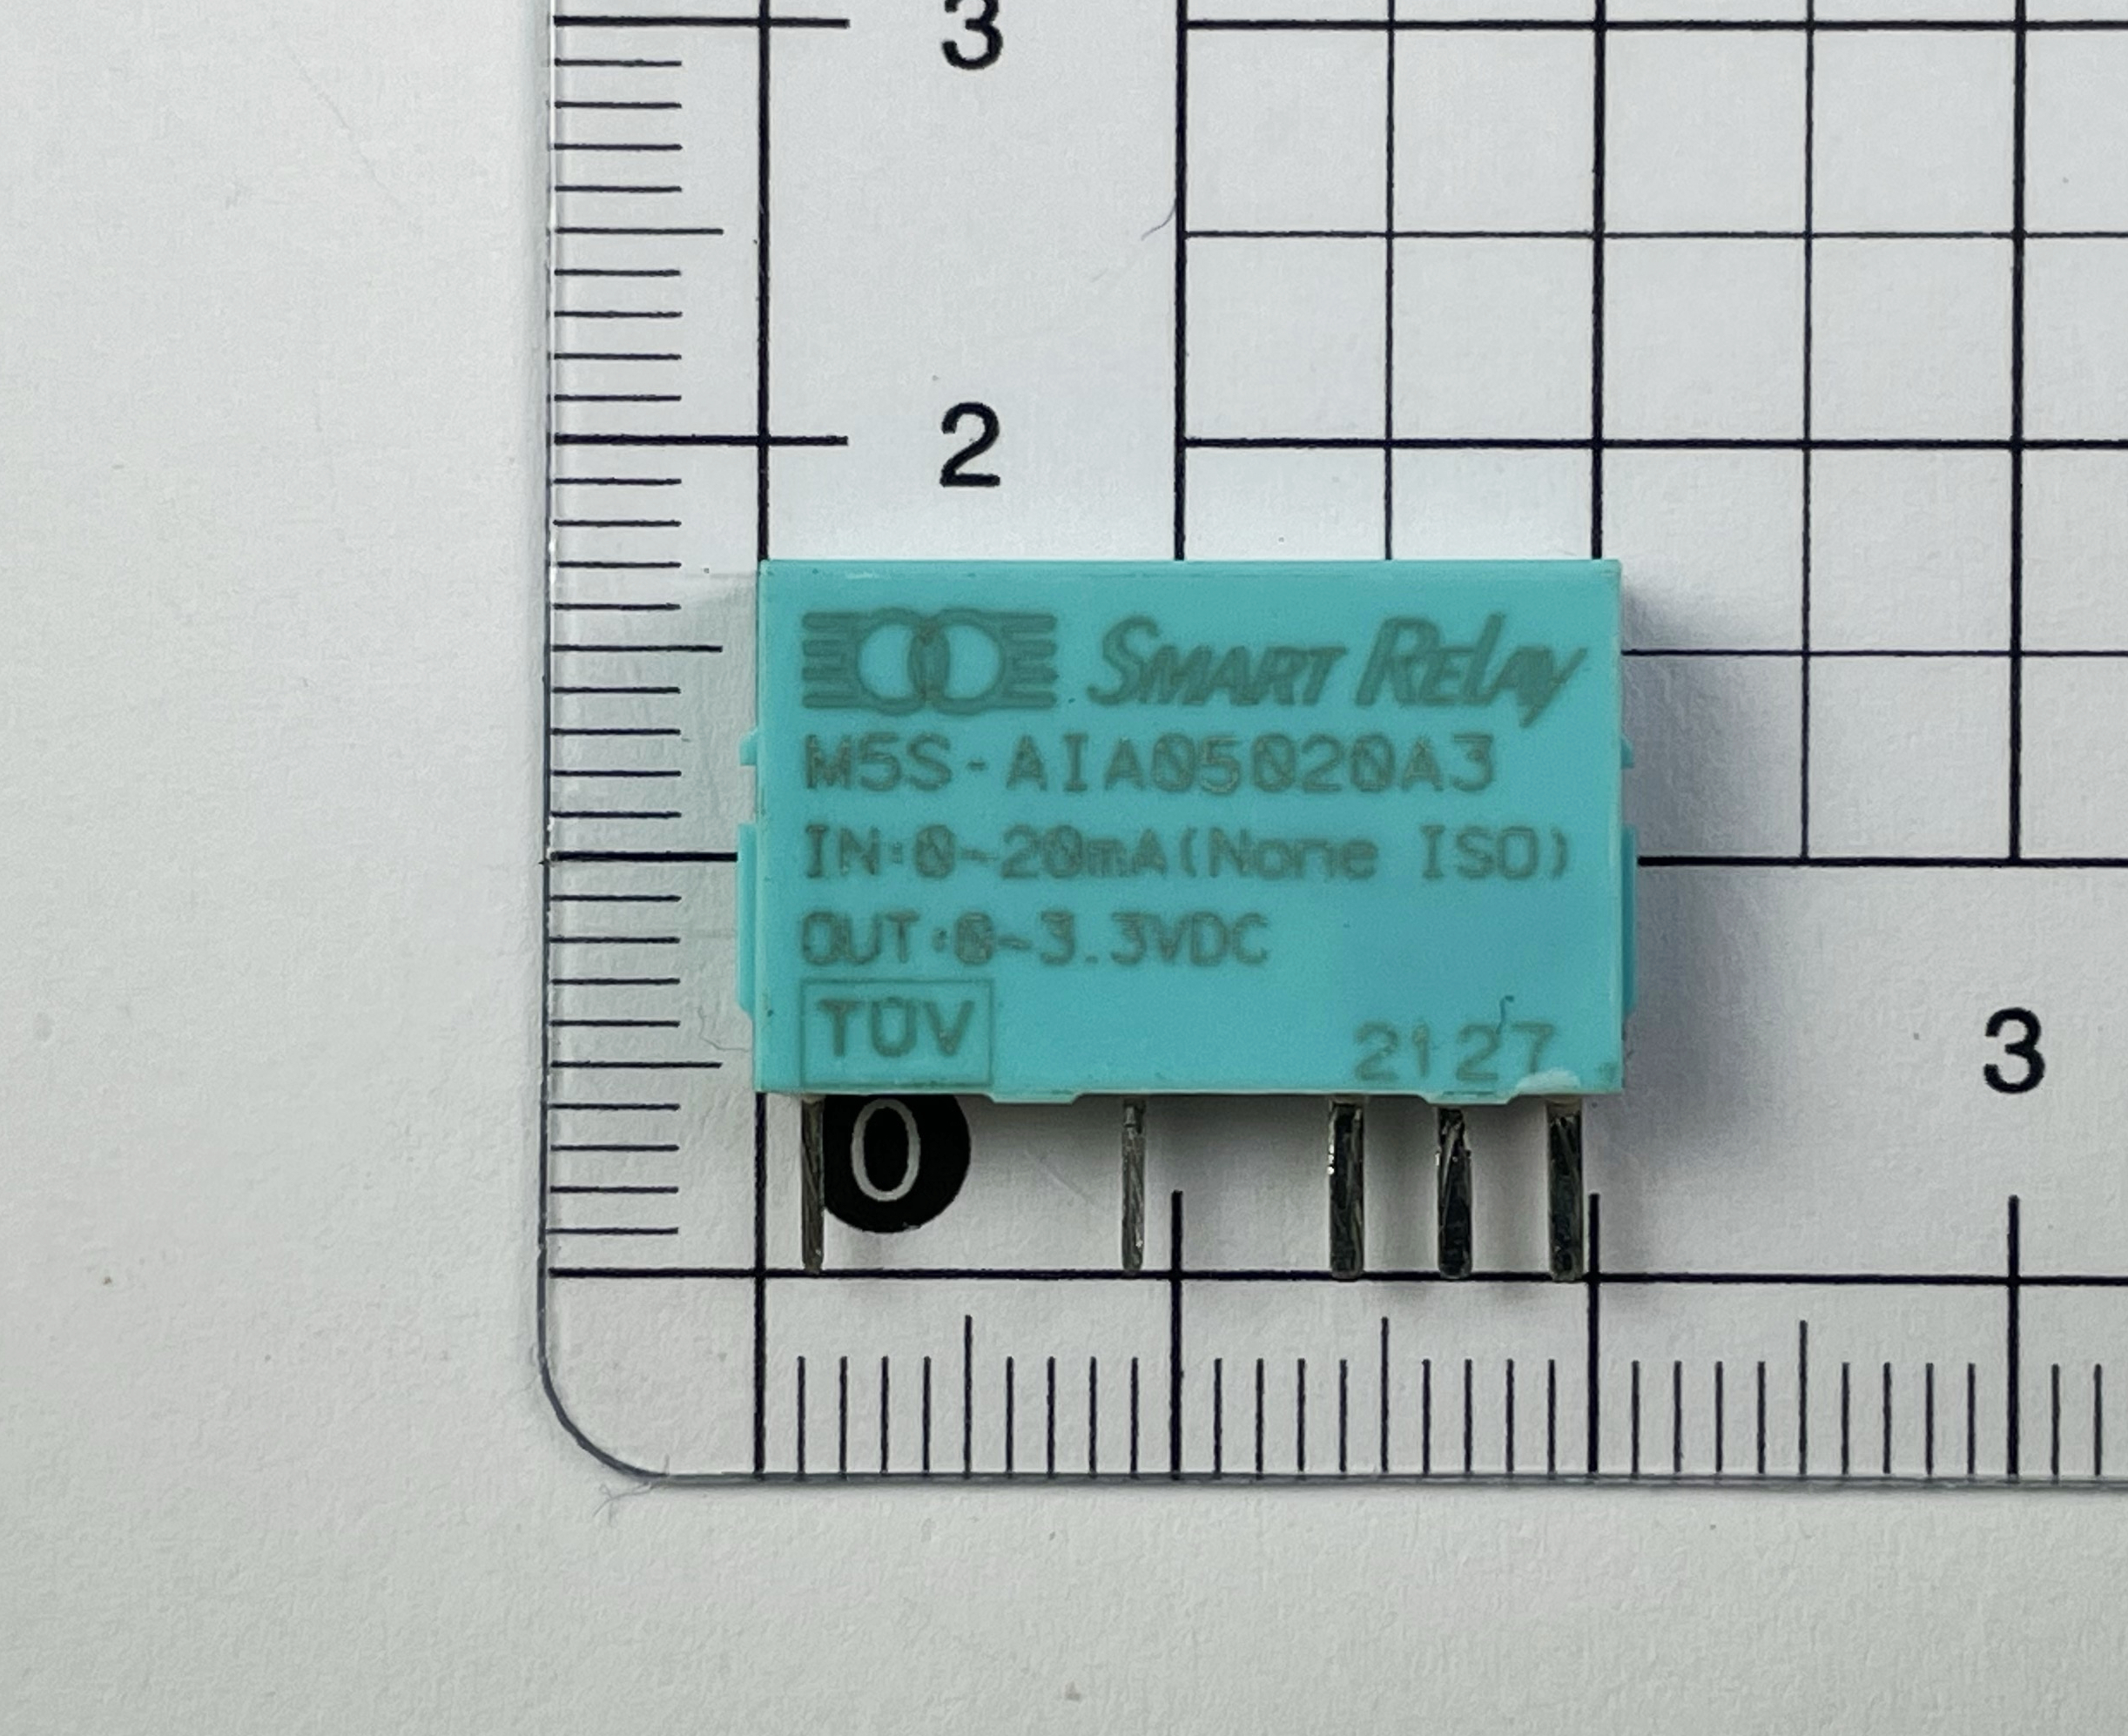 3
2
SMART RELAY
M5S-AIA05020A3
IN:0~20mA(None ISO)
OUT:0~3.3VDC
TÜV
2127
0
3